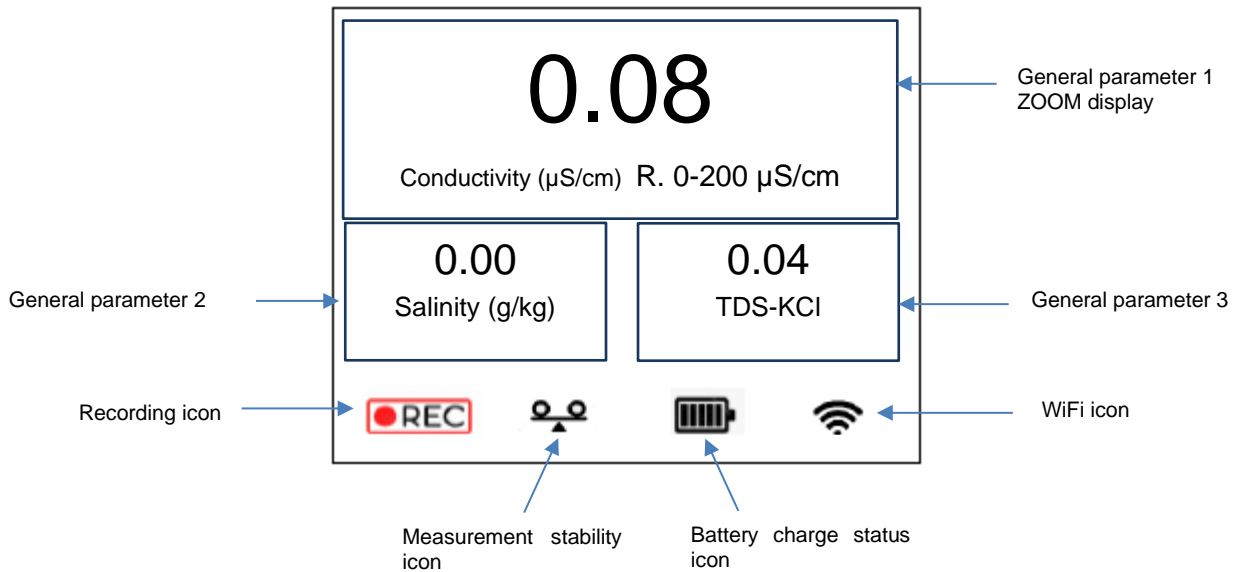 0.08
General parameter 1
ZOOM display
Conductivity (µS/cm) R. 0-200 µS/cm
0.00
0.04
General parameter 2
Salinity (g/kg)
TDS-KCl
General parameter 3
Recording icon
REC
WiFi icon
Measurement stability
icon
Battery charge status
icon